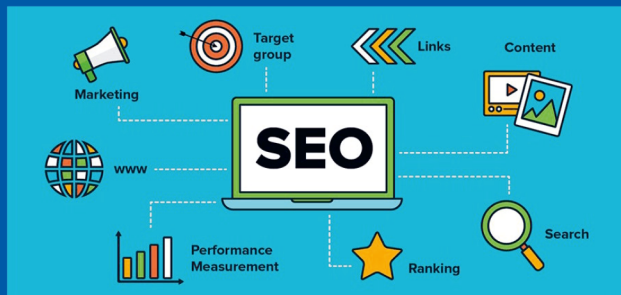 Target
group
Links
Content
Marketing
SEO
www
Search
Performance
Measurement
Ranking